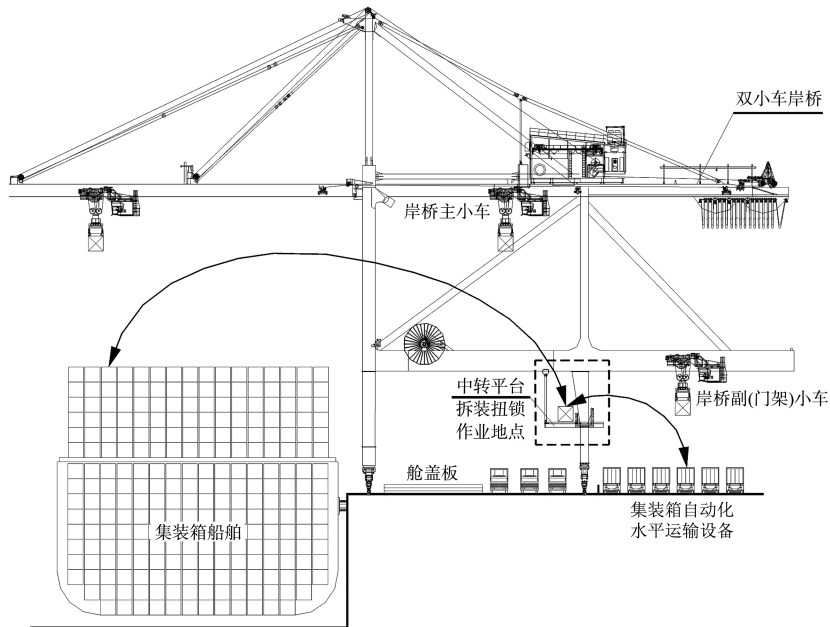 双小车岸桥
岸桥主小车
中转平台
拆装扭锁
作业地点
岸桥副(门架)小车
舱盖板
集装箱船舶
集装箱自动化
水平运输设备